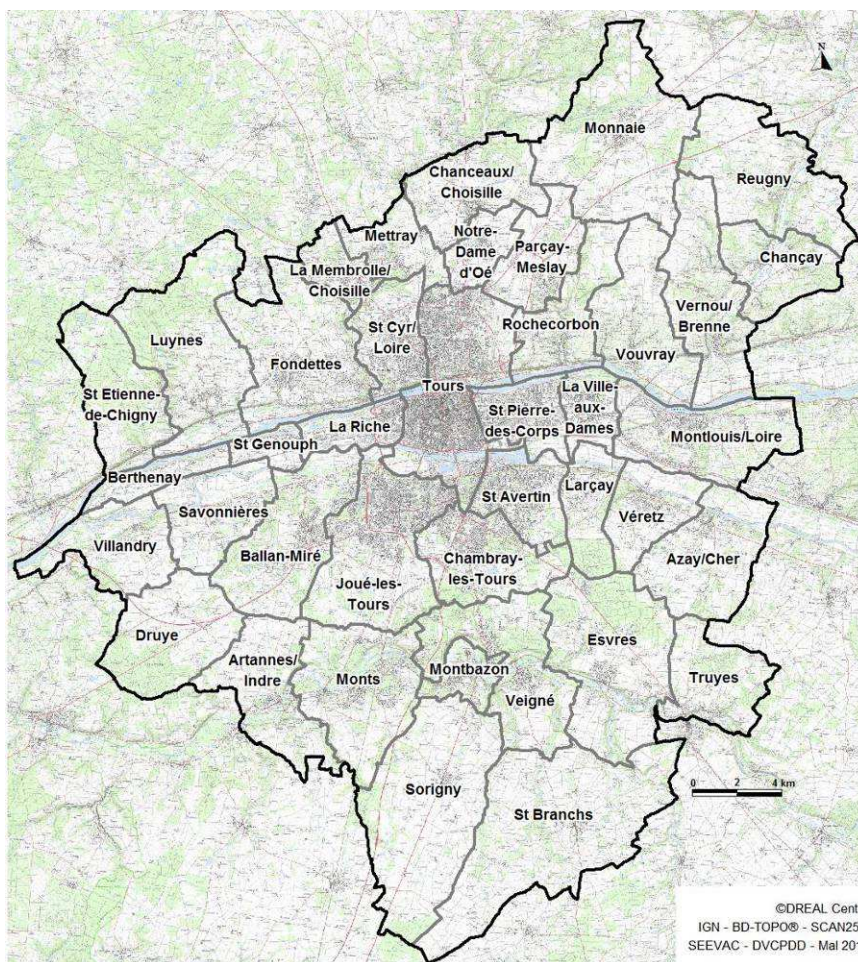 N
Monnaie
Chanceaux/
Choisille
Reugny
Mettray
Notre-
Dame
d'Oé
Parçay-
Meslay
Chançay
La Membrolle/
Choisille
Luynes
St Cyr/
Loire
Rochecorbon
Vernou/
Brenne
Fondettes
Vouvray
St Etienne-
de-Chigny
Tours
La Ville-
aux-
Dames
St Genouph
La Riche
St Pierre-
des-Corps
Montlouis/Loire
Berthenay
Savonnières
St Avertin
Larçay
Véretz
Villandry
Ballan-Miré
Joué-les-
Tours
Chambray-
les-Tours
Azay/Cher
Druye
Artannes/
Indre
Monts
Montbazon
Veigné
Esvres
Truyes
Sorigny
St Branchs
0 2 4 km
©DREAL Cent
IGN - BD-TOPO® - SCAN25
SEEVAC - DVCPDD - Mai 201